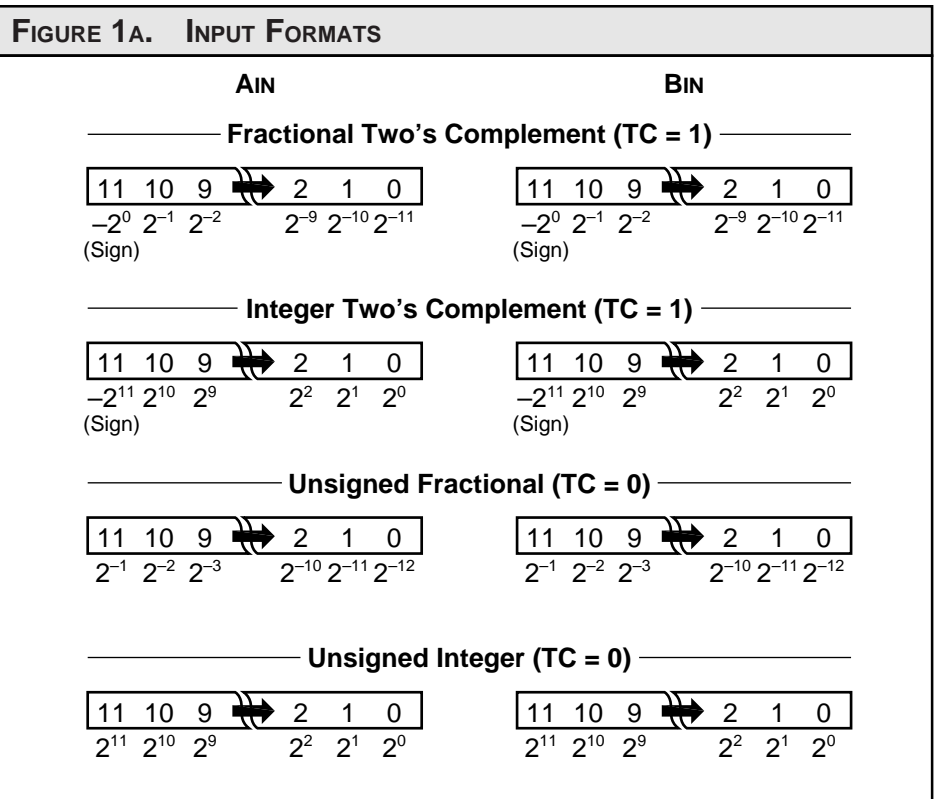 FIGURE 1A. INPUT FORMATS
AIN BIN
Fractional Two's Complement (TC = 1)
11 10 9 2 1 0 11 10 9 2 1 0
–2⁰ 2⁻¹ 2⁻² 2⁻⁹ 2⁻¹⁰ 2⁻¹¹ –2⁰ 2⁻¹ 2⁻² 2⁻⁹ 2⁻¹⁰ 2⁻¹¹
(Sign) (Sign)
Integer Two's Complement (TC = 1)
11 10 9 2 1 0 11 10 9 2 1 0
–2¹¹ 2¹⁰ 2⁹ 2² 2¹ 2⁰ –2¹¹ 2¹⁰ 2⁹ 2² 2¹ 2⁰
(Sign) (Sign)
Unsigned Fractional (TC = 0)
11 10 9 2 1 0 11 10 9 2 1 0
2⁻¹ 2⁻² 2⁻³ 2⁻¹⁰ 2⁻¹¹ 2⁻¹² 2⁻¹ 2⁻² 2⁻³ 2⁻¹⁰ 2⁻¹¹ 2⁻¹²
Unsigned Integer (TC = 0)
11 10 9 2 1 0 11 10 9 2 1 0
2¹¹ 2¹⁰ 2⁹ 2² 2¹ 2⁰ 2¹¹ 2¹⁰ 2⁹ 2² 2¹ 2⁰